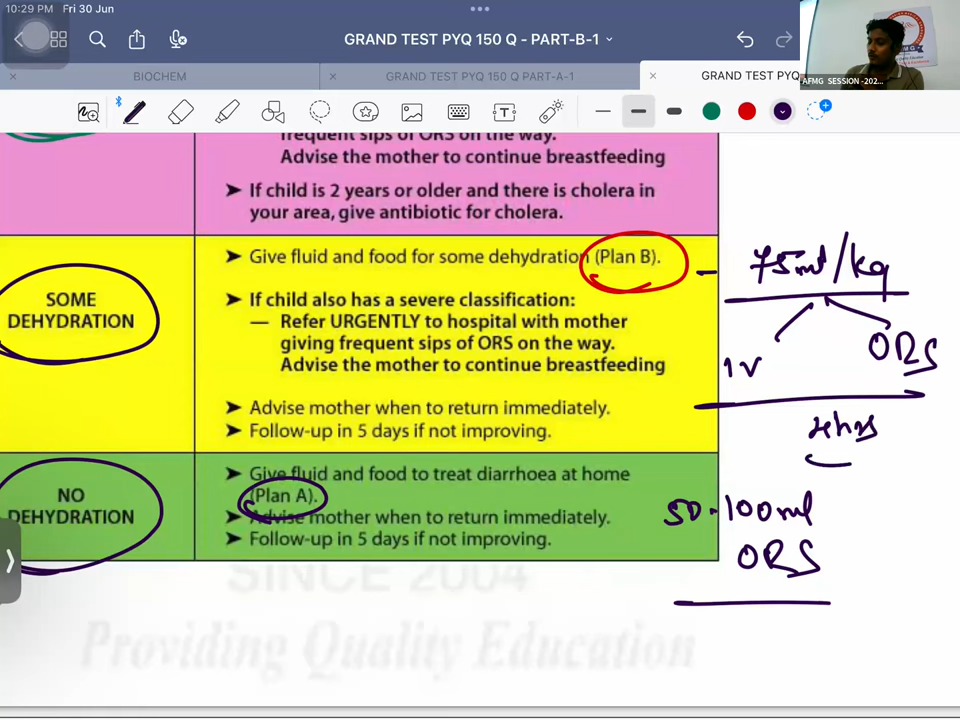 10:29 PM Fri 30 Jun
GRAND TEST PYQ 150 Q - PART-B-1
BIOCHEM
GRAND TEST PYQ 150 Q PART-A-1
GRAND TEST PYQ
AFMG SESSION -202...
frequent sips of ORS on the way.
Advise the mother to continue breastfeeding
➤ If child is 2 years or older and there is cholera in
your area, give antibiotic for cholera.
SOME
DEHYDRATION
➤ Give fluid and food for some dehydration (Plan B).
➤ If child also has a severe classification:
— Refer URGENTLY to hospital with mother
giving frequent sips of ORS on the way.
Advise the mother to continue breastfeeding
➤ Advise mother when to return immediately.
➤ Follow-up in 5 days if not improving.
NO
DEHYDRATION
➤ Give fluid and food to treat diarrhoea at home
(Plan A).
➤ Advise mother when to return immediately.
➤ Follow-up in 5 days if not improving.
– 75ml/kg
IV
ORS
4hrs
50-100ml
ORS
SINCE 2004
Providing Quality Education